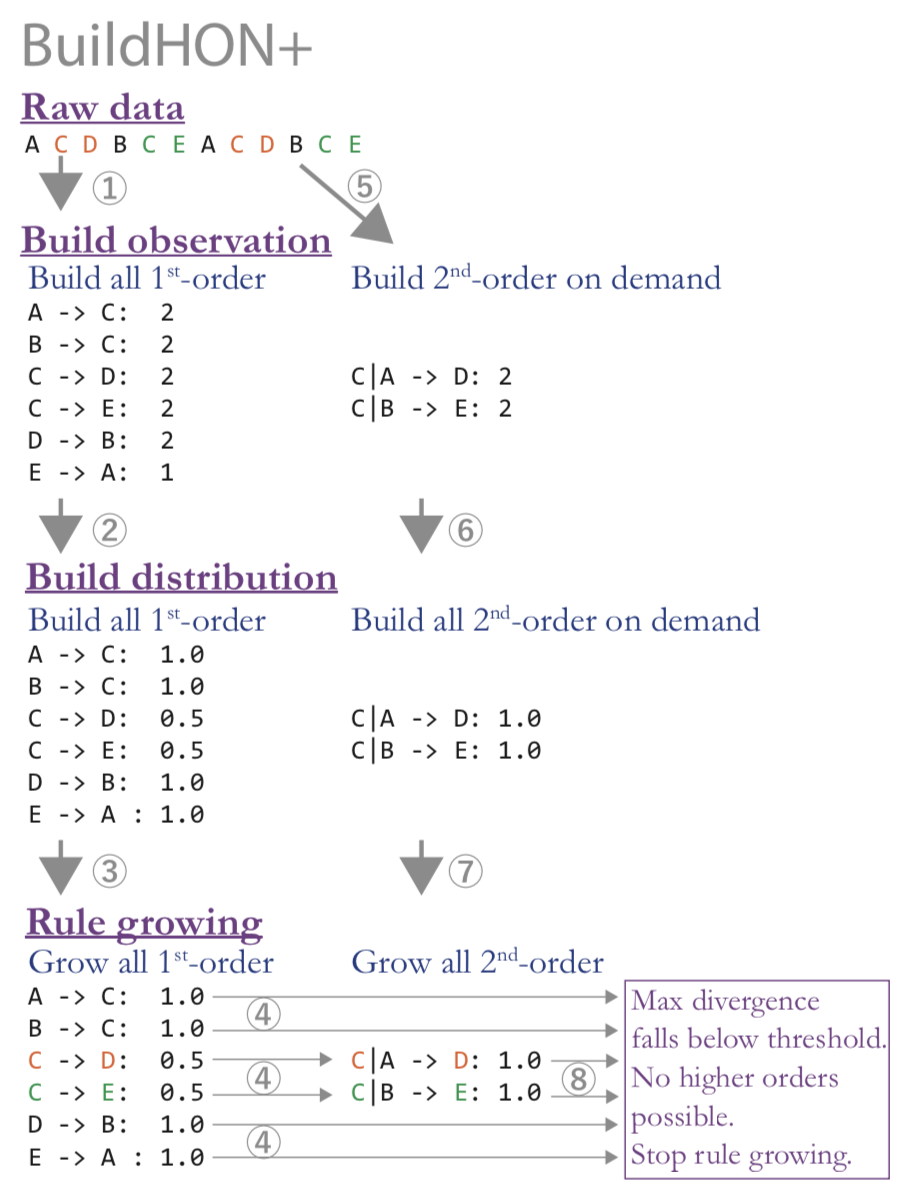 BuildHON+
Raw data
A C D B C E A C D B C E
① ⑤
Build observation
Build all 1st-order
A -> C: 2
B -> C: 2
C -> D: 2
C -> E: 2
D -> B: 2
E -> A: 1
Build 2nd-order on demand
C|A -> D: 2
C|B -> E: 2
② ⑥
Build distribution
Build all 1st-order
A -> C: 1.0
B -> C: 1.0
C -> D: 0.5
C -> E: 0.5
D -> B: 1.0
E -> A : 1.0
Build all 2nd-order on demand
C|A -> D: 1.0
C|B -> E: 1.0
③ ⑦
Rule growing
Grow all 1st-order
A -> C: 1.0
B -> C: 1.0
C -> D: 0.5
C -> E: 0.5
D -> B: 1.0
E -> A : 1.0
④
④
④
Grow all 2nd-order
C|A -> D: 1.0
C|B -> E: 1.0
⑧
Max divergence
falls below threshold.
No higher orders
possible.
Stop rule growing.